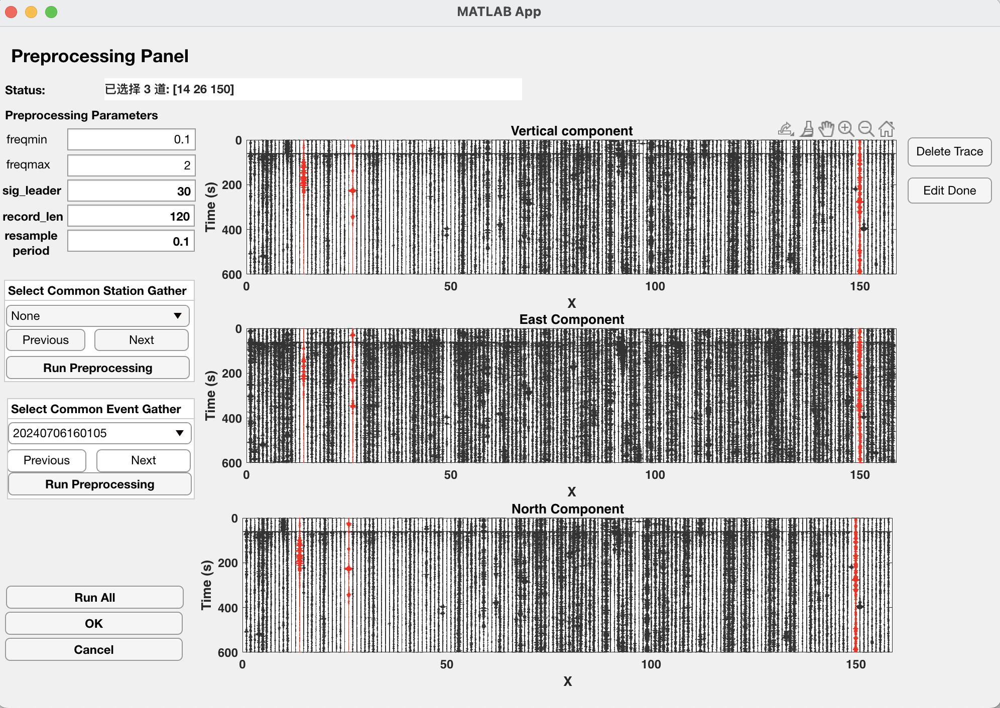 MATLAB App
Preprocessing Panel
Status:
已选择 3 道: [14 26 150]
Preprocessing Parameters
freqmin
0.1
freqmax
2
sig_leader
30
record_len
120
resample
period
0.1
Select Common Station Gather
None
Previous
Next
Run Preprocessing
Select Common Event Gather
20240706160105
Previous
Next
Run Preprocessing
Run All
OK
Cancel
Vertical component
Time (s)
0
200
400
600
0
50
100
150
X
East Component
Time (s)
0
200
400
600
0
50
100
150
X
North Component
Time (s)
0
200
400
600
0
50
100
150
X
Delete Trace
Edit Done